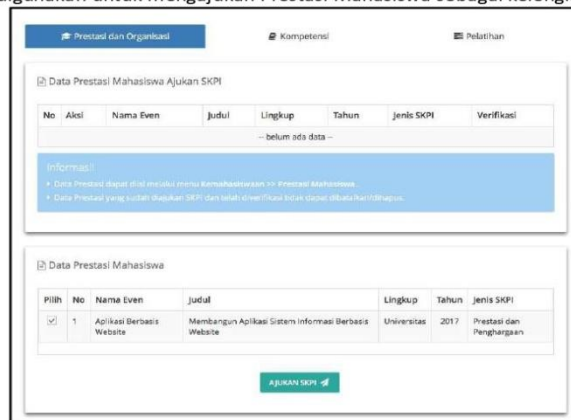 digunakan untuk mengajukan Prestasi Mahasiswa sebagai
Prestasi dan Organisasi Kompetensi Pelatihan
Data Prestasi Mahasiswa Ajukan SKPI
No Aksi Nama Even Judul Lingkup Tahun Jenis SKPI Verifikasi
-- belum ada data --
Informasi!!
Data Prestasi dapat diisi melalui menu Kemahasiswaan >> Prestasi Mahasiswa.
Data Prestasi yang sudah diajukan SKPI dan telah diverifikasi tidak dapat dibatalkan/dihapus.
Data Prestasi Mahasiswa
Pilih No Nama Even Judul Lingkup Tahun Jenis SKPI
1 Aplikasi Berbasis Membangun Aplikasi Sistem Informasi Berbasis Universitas 2017 Prestasi dan
Website Website Penghargaan
AJUKAN SKPI